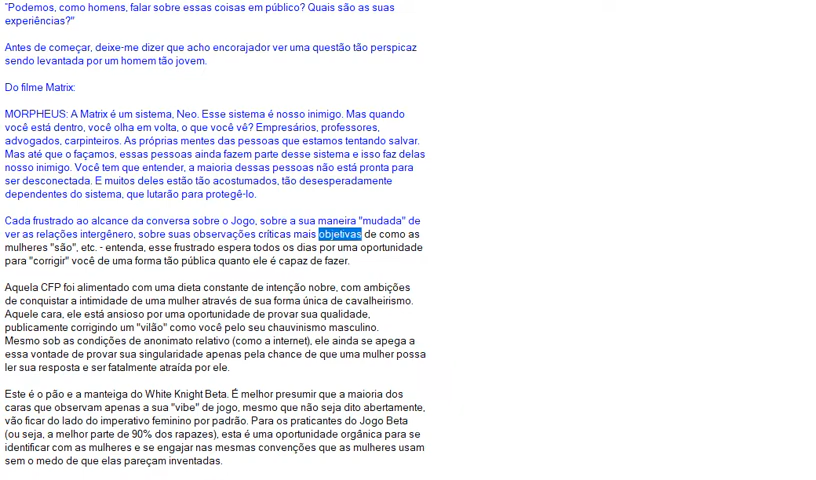 "Podemos, como homens, falar sobre essas coisas em público? Quais são as suas
experiências?"
Antes de começar, deixe-me dizer que acho encorajador ver uma questão tão perspicaz
sendo levantada por um homem tão jovem.
Do filme Matrix:
MORPHEUS: A Matrix é um sistema, Neo. Esse sistema é nosso inimigo. Mas quando
você está dentro, você olha em volta, o que você vê? Empresários, professores,
advogados, carpinteiros. As próprias mentes das pessoas que estamos tentando salvar.
Mas até que o façamos, essas pessoas ainda fazem parte desse sistema e isso faz delas
nosso inimigo. Você tem que entender, a maioria dessas pessoas não está pronta para
ser desconectada. E muitos deles estão tão acostumados, tão desesperadamente
dependentes do sistema, que lutarão para protegê-lo.
Cada frustrado ao alcance da conversa sobre o Jogo, sobre a sua maneira "mudada" de
ver as relações intergênero, sobre suas observações críticas mais objetivas de como as
mulheres "são", etc. - entenda, esse frustrado espera todos os dias por uma oportunidade
para "corrigir" você de uma forma tão pública quanto ele é capaz de fazer.
Aquela CFP foi alimentado com uma dieta constante de intenção nobre, com ambições
de conquistar a intimidade de uma mulher através de sua forma única de cavalheirismo.
Aquele cara, ele está ansioso por uma oportunidade de provar sua qualidade,
publicamente corrigindo um "vilão" como você pelo seu chauvinismo masculino.
Mesmo sob as condições de anonimato relativo (como a internet), ele ainda se apega a
essa vontade de provar sua singularidade apenas pela chance de que uma mulher possa
ler sua resposta e ser fatalmente atraída por ele.
Este é o pão e a manteiga do White Knight Beta. É melhor presumir que a maioria dos
caras que observam apenas a sua "vibe" de jogo, mesmo que não seja dito abertamente,
vão ficar do lado do imperativo feminino por padrão. Para os praticantes do Jogo Beta
(ou seja, a melhor parte de 90% dos rapazes), esta é uma oportunidade orgânica para se
identificar com as mulheres e se engajar nas mesmas convenções que as mulheres usam
sem o medo de que elas pareçam inventadas.